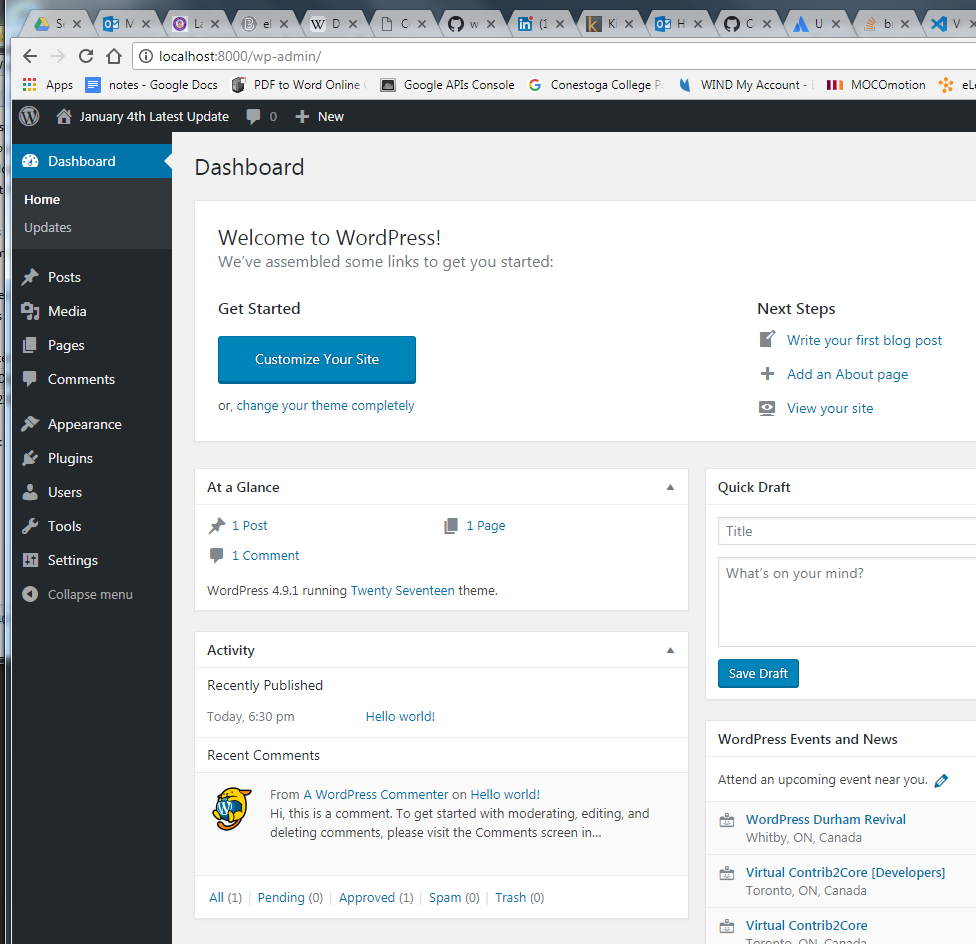 localhost:8000/wp-admin/
Apps
notes - Google Docs
PDF to Word Online
Google APIs Console
Conestoga College
WIND My Account -
MOCOmotion
January 4th Latest Update
0
New
Dashboard
Home
Updates
Posts
Media
Pages
Comments
Appearance
Plugins
Users
Tools
Settings
Collapse menu
Dashboard
Welcome to WordPress!
We've assembled some links to get you started:
Get Started
Customize Your Site
or, change your theme completely
Next Steps
Write your first blog post
Add an About page
View your site
At a Glance
1 Post
1 Page
1 Comment
WordPress 4.9.1 running Twenty Seventeen theme.
Activity
Recently Published
Today, 6:30 pm Hello world!
Recent Comments
From A WordPress Commenter on Hello world!
Hi, this is a comment. To get started with moderating, editing, and
deleting comments, please visit the Comments screen in…
All (1) | Pending (0) | Approved (1) | Spam (0) | Trash (0)
Quick Draft
Title
What's on your mind?
Save Draft
WordPress Events and News
Attend an upcoming event near you.
WordPress Durham Revival
Whitby, ON, Canada
Virtual Contrib2Core [Developers]
Toronto, ON, Canada
Virtual Contrib2Core
Toronto, ON, Canada